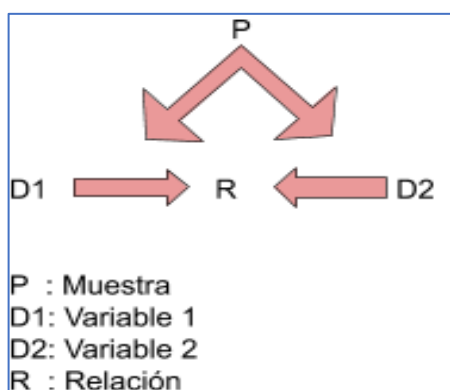 P
D1 R D2
P : Muestra
D1: Variable 1
D2: Variable 2
R : Relación